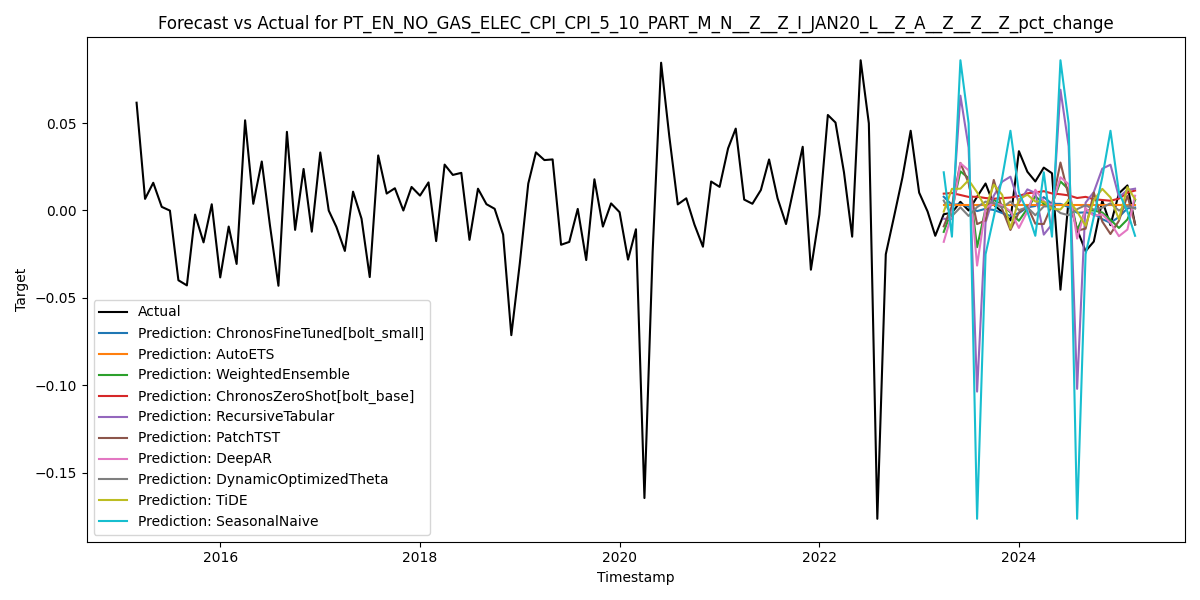 Forecast vs Actual for PT_EN_NO_GAS_ELEC_CPI_CPI_5_10_PART_M_N__Z__Z_I_JAN20_L__Z_A__Z__Z__Z_pct_change
Target
0.05
0.00
−0.05
−0.10
−0.15
Actual
Prediction: ChronosFineTuned[bolt_small]
Prediction: AutoETS
Prediction: WeightedEnsemble
Prediction: ChronosZeroShot[bolt_base]
Prediction: RecursiveTabular
Prediction: PatchTST
Prediction: DeepAR
Prediction: DynamicOptimizedTheta
Prediction: TiDE
Prediction: SeasonalNaive
2016 2018 2020 2022 2024
Timestamp